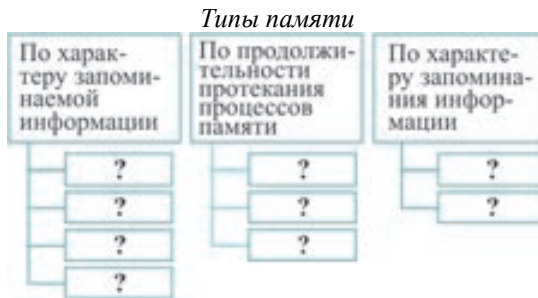 Типы памяти
По харак-
теру запоми-
наемой
информации
?
?
?
?
По продолжи-
тельности
протекания
процессов
памяти
?
?
?
По характе-
ру запомина-
ния инфор-
мации
?
?